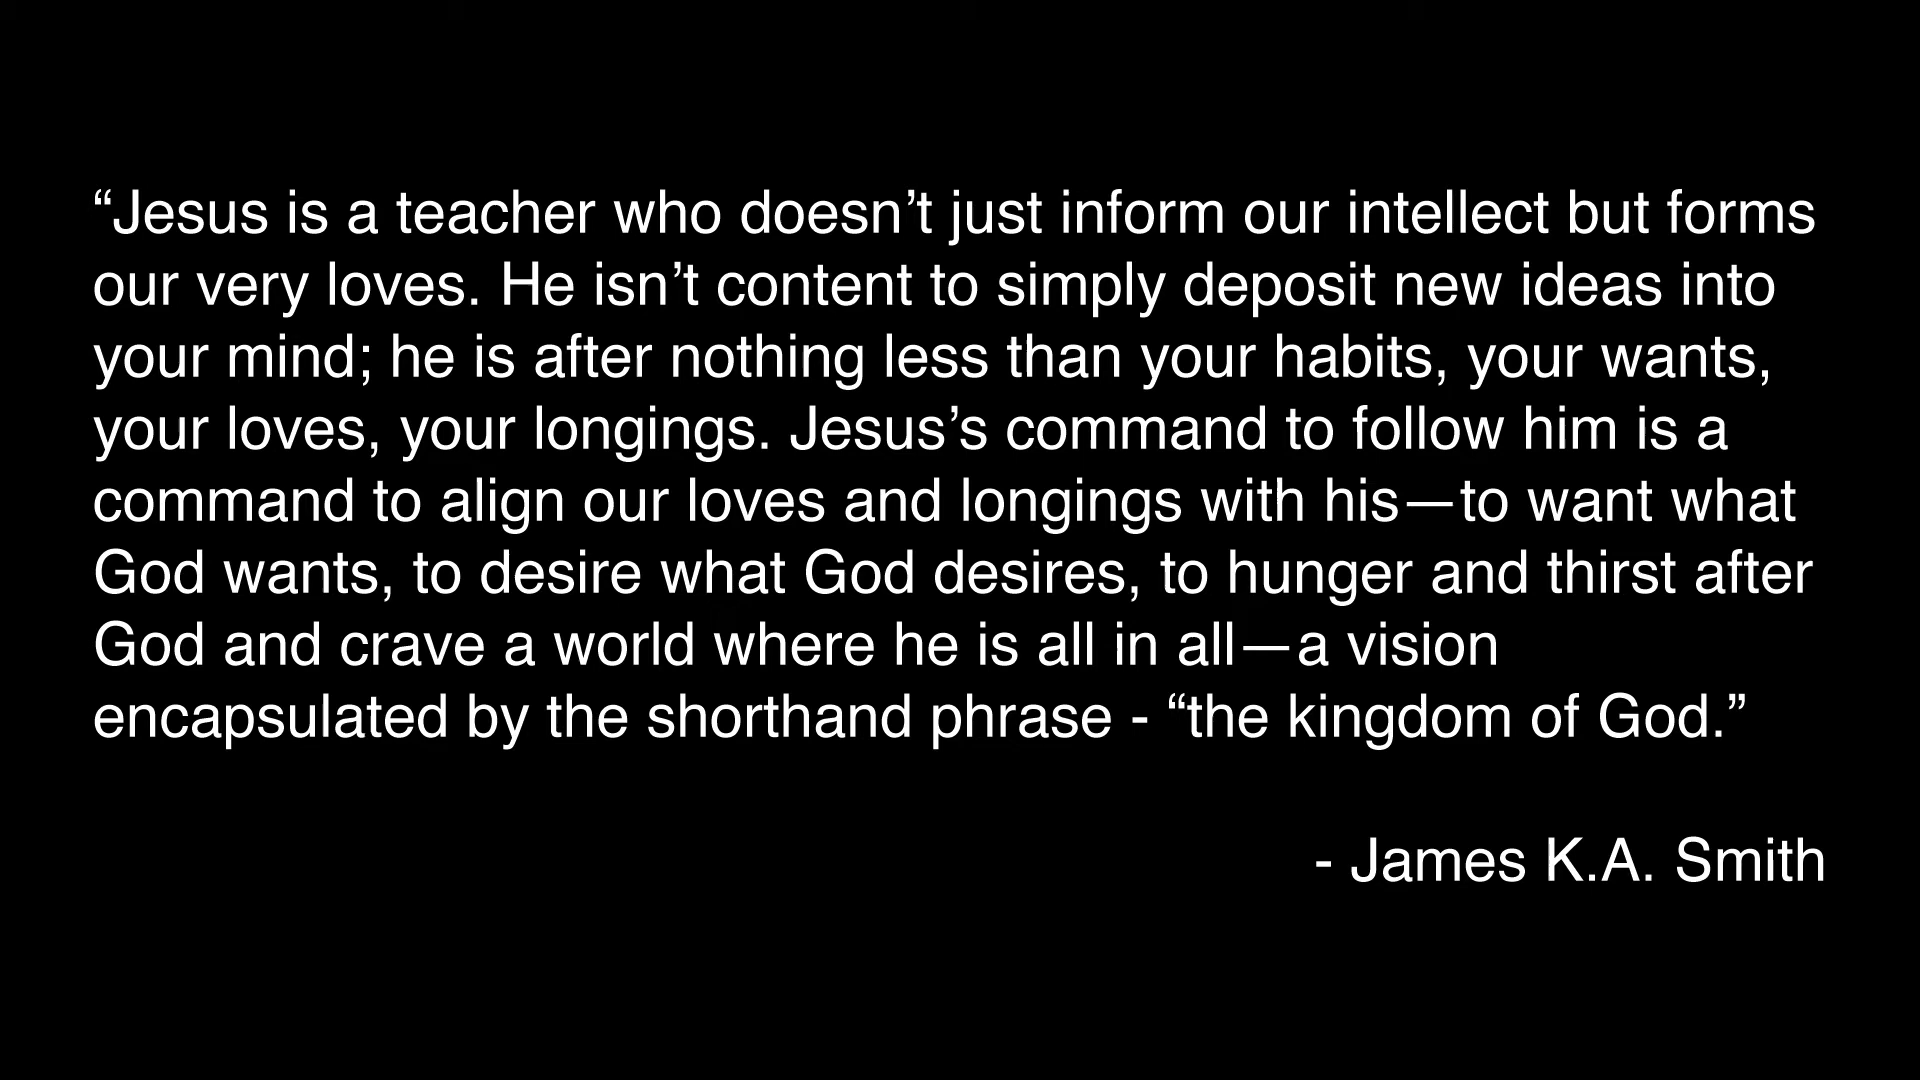 “Jesus is a teacher who doesn’t just inform our intellect but forms
our very loves. He isn’t content to simply deposit new ideas into
your mind; he is after nothing less than your habits, your wants,
your loves, your longings. Jesus’s command to follow him is a
command to align our loves and longings with his—to want what
God wants, to desire what God desires, to hunger and thirst after
God and crave a world where he is all in all—a vision
encapsulated by the shorthand phrase - “the kingdom of God.”
- James K.A. Smith